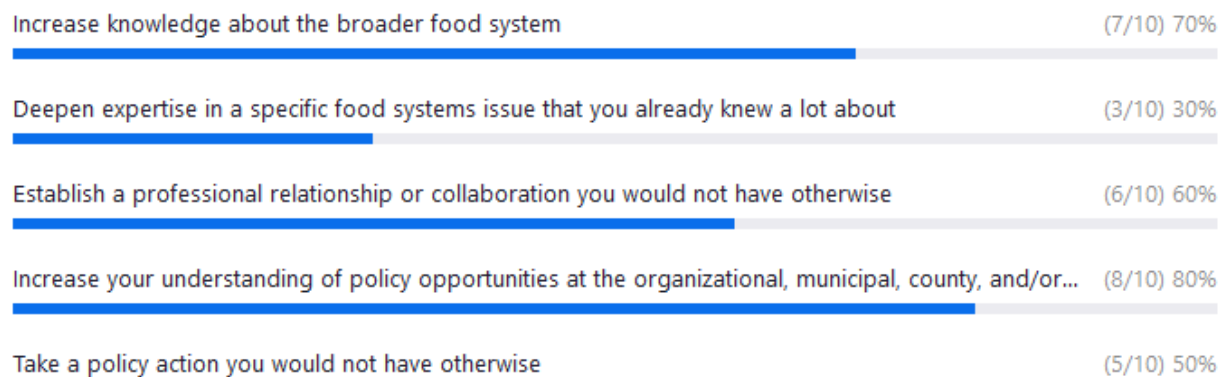 Increase knowledge about the broader food system (7/10) 70%
Deepen expertise in a specific food systems issue that you already knew a lot about (3/10) 30%
Establish a professional relationship or collaboration you would not have otherwise (6/10) 60%
Increase your understanding of policy opportunities at the organizational, municipal, county, and/or... (8/10) 80%
Take a policy action you would not have otherwise (5/10) 50%